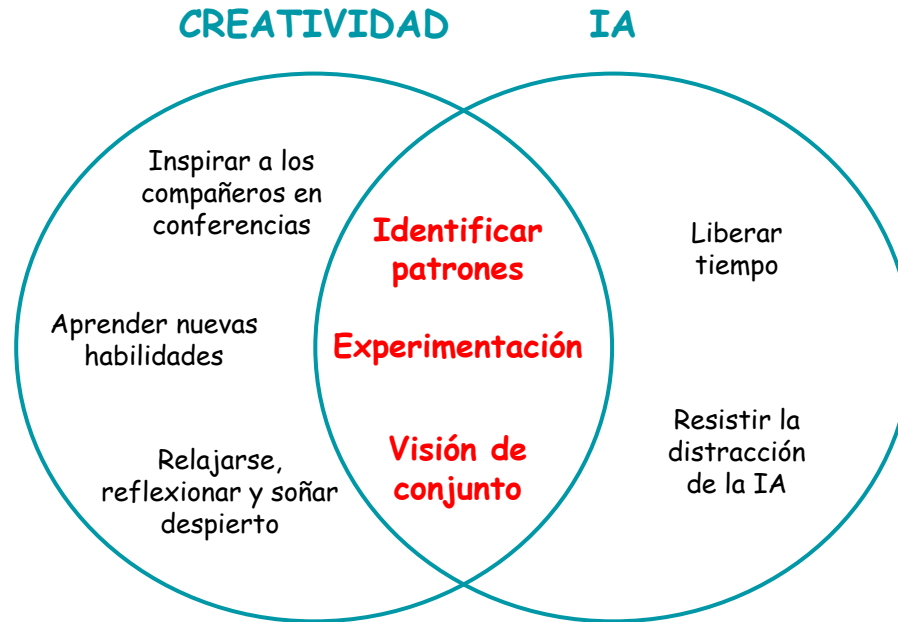 CREATIVIDAD
IA
Inspirar a los
compañeros en
conferencias
Aprender nuevas
habilidades
Relajarse,
reflexionar y soñar
despierto
Identificar
patrones
Experimentación
Visión de
conjunto
Liberar
tiempo
Resistir la
distracción
de la IA